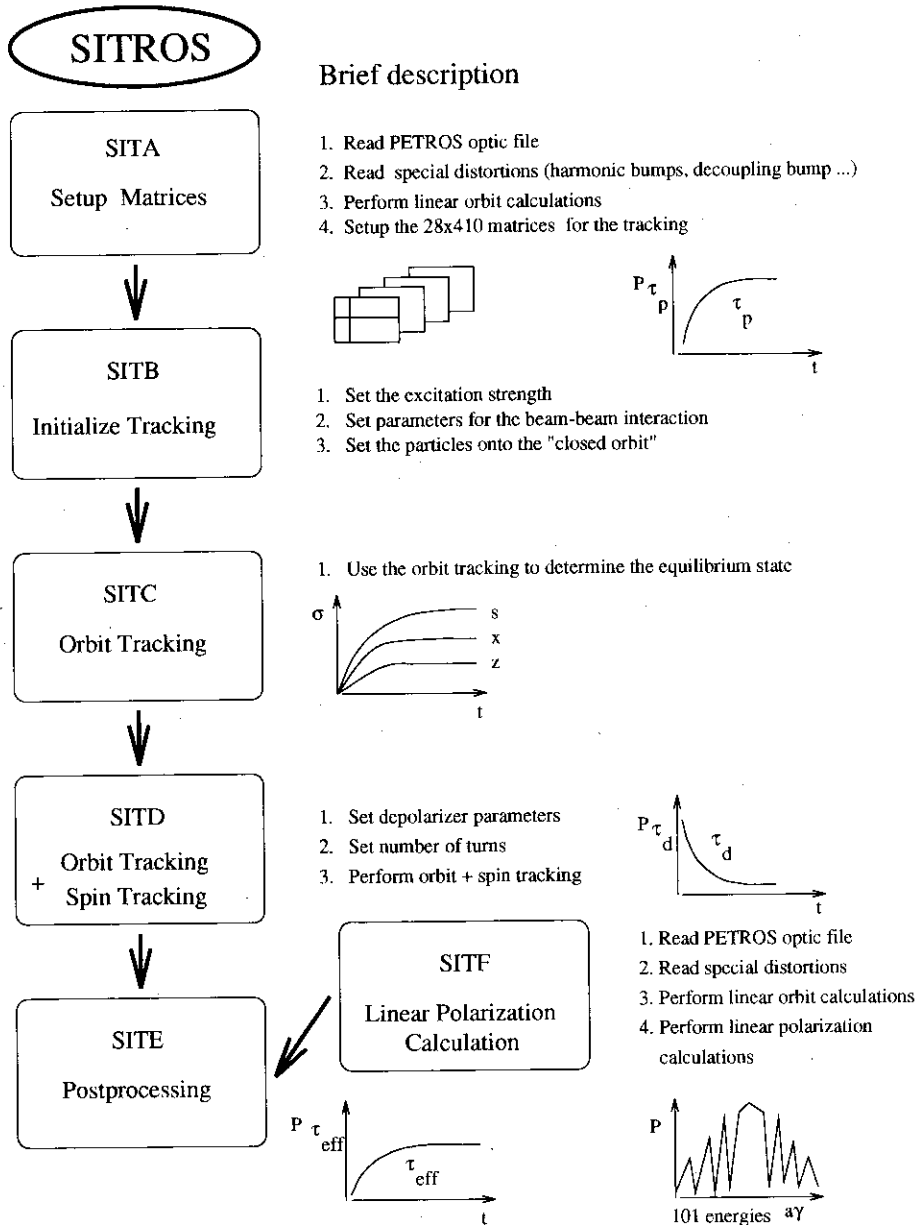 SITROS
Brief description
SITA
Setup Matrices
1. Read PETROS optic file
2. Read special distortions (harmonic bumps, decoupling bump ...)
3. Perform linear orbit calculations
4. Setup the 28x410 matrices for the tracking
P τp
τp
t
SITB
Initialize Tracking
1. Set the excitation strength
2. Set parameters for the beam-beam interaction
3. Set the particles onto the "closed orbit"
SITC
Orbit Tracking
1. Use the orbit tracking to determine the equilibrium state
σ
s
x
z
t
SITD
Orbit Tracking
+
Spin Tracking
1. Set depolarizer parameters
2. Set number of turns
3. Perform orbit + spin tracking
P τd
τd
t
SITF
Linear Polarization
Calculation
1. Read PETROS optic file
2. Read special distortions
3. Perform linear orbit calculations
4. Perform linear polarization
calculations
SITE
Postprocessing
P τeff
τeff
t
P
101 energies aγ